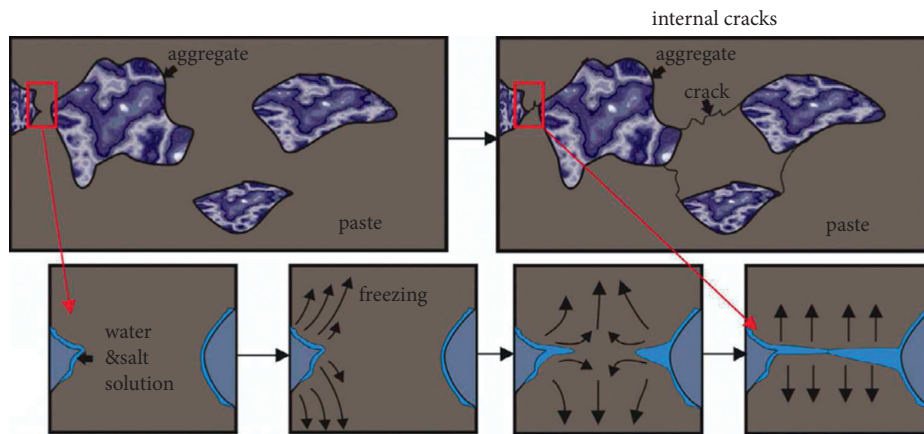 internal cracks
aggregate
paste
aggregate
crack
paste
water
&salt
solution
freezing